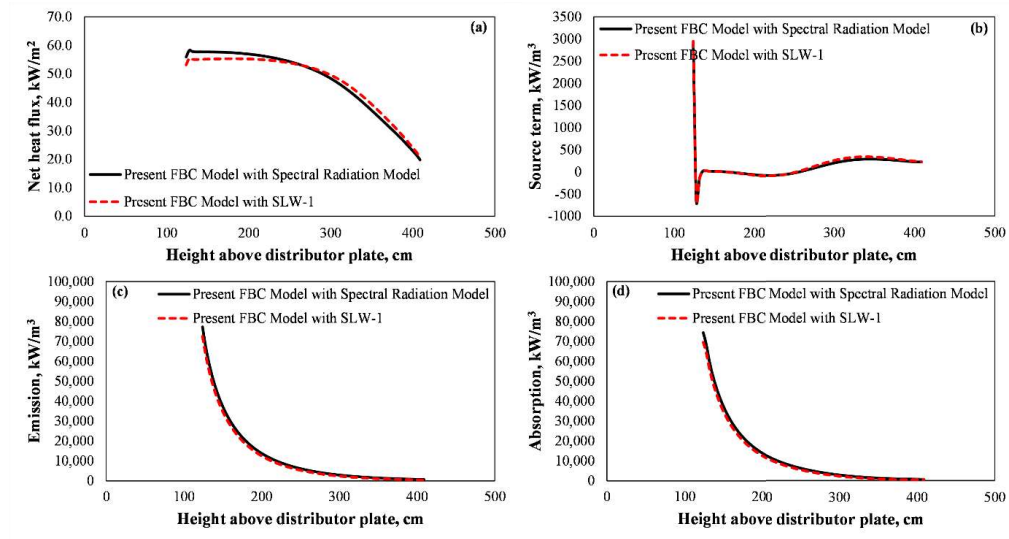 70.0
60.0
50.0
40.0
30.0
20.0
10.0
0.0
Net heat flux, kW/m²
(a)
Present FBC Model with Spectral Radiation Model
Present FBC Model with SLW-1
0 100 200 300 400 500
Height above distributor plate, cm
3500
3000
2500
2000
1500
1000
500
0
-500
-1000
Source term, kW/m³
Present FBC Model with Spectral Radiation Model
(b)
Present FBC Model with SLW-1
0 100 200 300 400 500
Height above distributor plate, cm
100,000
90,000
80,000
70,000
60,000
50,000
40,000
30,000
20,000
10,000
0
Emission, kW/m³
(c)
Present FBC Model with Spectral Radiation Model
Present FBC Model with SLW-1
0 100 200 300 400 500
Height above distributor plate, cm
100,000
90,000
80,000
70,000
60,000
50,000
40,000
30,000
20,000
10,000
0
Absorption, kW/m³
(d)
Present FBC Model with Spectral Radiation Model
Present FBC Model with SLW-1
0 100 200 300 400 500
Height above distributor plate, cm